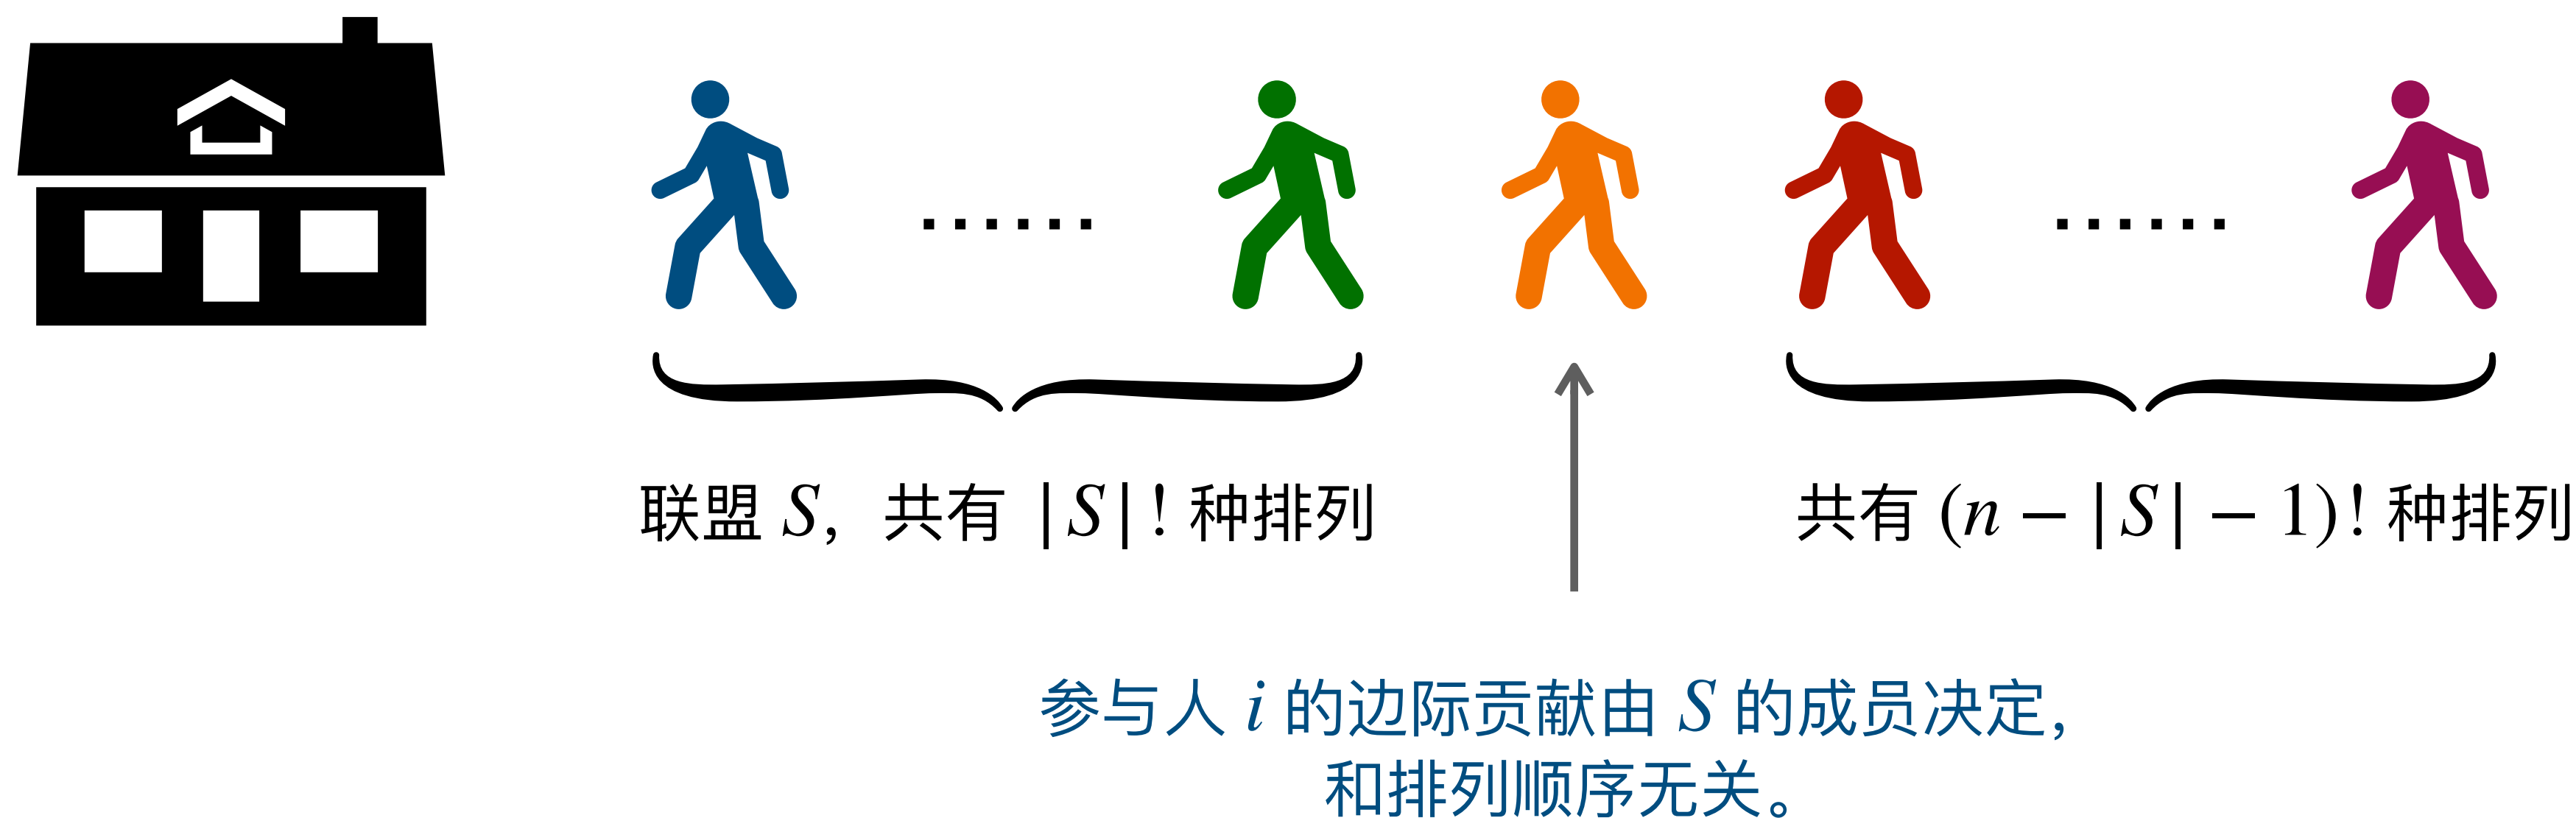 联盟 S，共有 |S|! 种排列
共有 (n − |S| − 1)! 种排列
参与人 i 的边际贡献由 S 的成员决定，
和排列顺序无关。